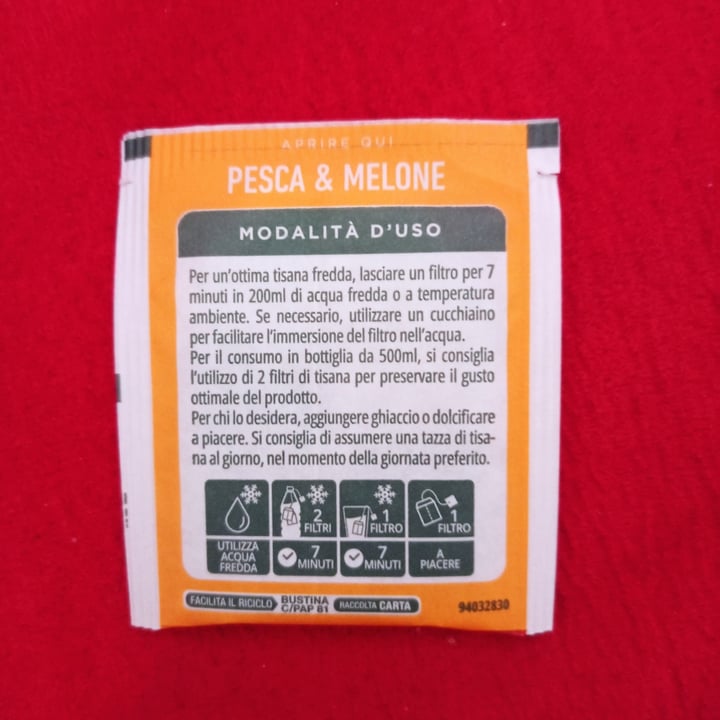 APRIRE QUI
PESCA & MELONE
MODALITÀ D'USO
Per un'ottima tisana fredda, lasciare un filtro per 7
minuti in 200ml di acqua fredda o a temperatura
ambiente. Se necessario, utilizzare un cucchiaino
per facilitare l'immersione del filtro nell'acqua.
Per il consumo in bottiglia da 500ml, si consiglia
l'utilizzo di 2 filtri di tisana per preservare il gusto
ottimale del prodotto.
Per chi lo desidera, aggiungere ghiaccio o dolcificare
a piacere. Si consiglia di assumere una tazza di tisa-
na al giorno, nel momento della giornata preferito.
2
FILTRI
1
FILTRO
1
FILTRO
UTILIZZA
ACQUA
FREDDA
7
MINUTI
7
MINUTI
A
PIACERE
FACILITA IL RICICLO
BUSTINA
C/PAP 81
RACCOLTA CARTA
94032830